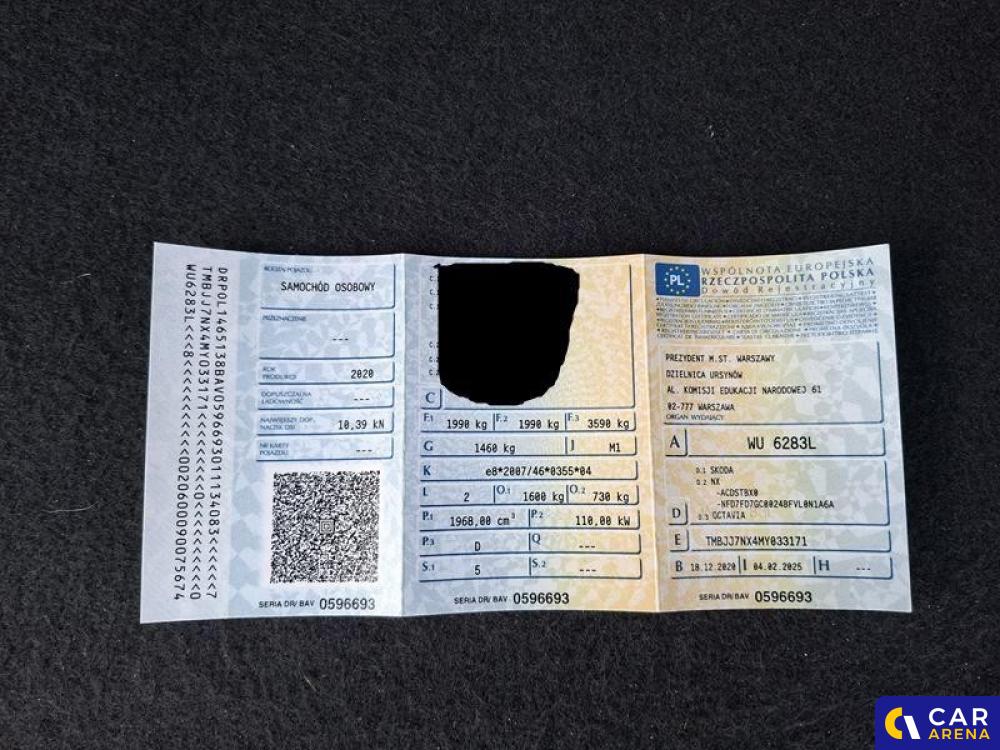 DRPOL1465138BAV0596693011134083<<<<<<7
TMBJJ7NX4MY033171<<<<<<<<0<<<<<<<<<<<0
WU6283L<<<8<<<<<<<<<<<<<<0020600090075674
RODZAJ POJAZDU
SAMOCHÓD OSOBOWY
PRZEZNACZENIE
---
ROK
PRODUKCJI
2020
DOPUSZCZALNA
ŁADOWNOŚĆ
---
NAJWIĘKSZY DOP.
NACISK OSI
10,39 kN
NR KARTY
POJAZDU
---
SERIA DR/ BAV 0596693
C
F.1 1990 kg F.2 1990 kg F.3 3590 kg
G 1460 kg J M1
K e8*2007/46*0355*04
L 2 O.1 1600 kg O.2 730 kg
P.1 1968,00 cm³ P.2 110,00 kW
P.3 D Q ---
S.1 5 S.2 ---
SERIA DR/ BAV 0596693
PL
WSPÓLNOTA EUROPEJSKA
RZECZPOSPOLITA POLSKA
Dowód Rejestracyjny
PREZYDENT M.ST. WARSZAWY
DZIELNICA URSYNÓW
AL. KOMISJI EDUKACJI NARODOWEJ 61
02-777 WARSZAWA
ORGAN WYDAJĄCY
A WU 6283L
D.1 SKODA
D.2 NX
-ACDSTBX0
-NFD7FD7GC0024BFVL0N1A6A
D D.3 OCTAVIA
E TMBJJ7NX4MY033171
B 18.12.2020 I 04.02.2025 H ---
SERIA DR/ BAV 0596693
CAR
ARENA